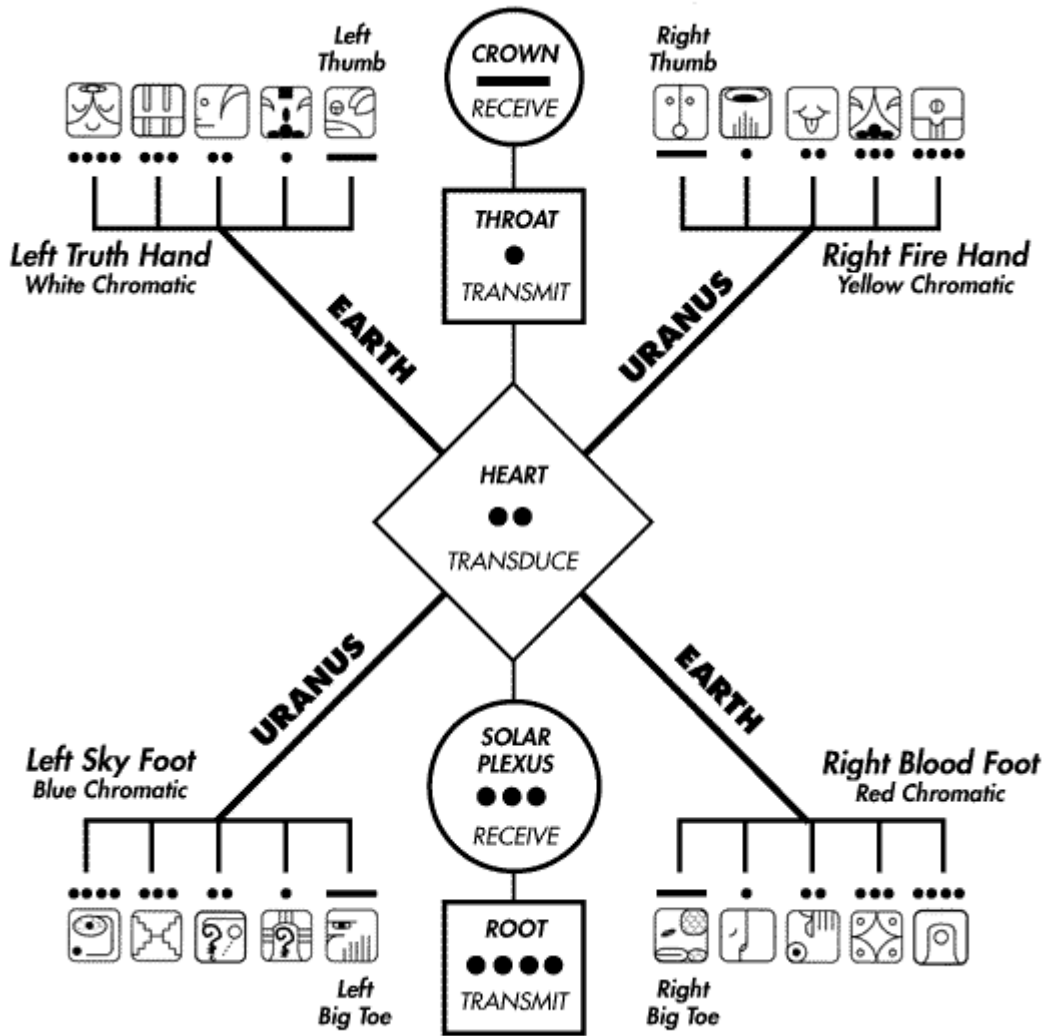 Left
Thumb
CROWN
RECEIVE
Right
Thumb
THROAT
TRANSMIT
Left Truth Hand
White Chromatic
Right Fire Hand
Yellow Chromatic
EARTH
URANUS
HEART
TRANSDUCE
URANUS
EARTH
Left Sky Foot
Blue Chromatic
SOLAR
PLEXUS
RECEIVE
Right Blood Foot
Red Chromatic
ROOT
TRANSMIT
Left
Big Toe
Right
Big Toe